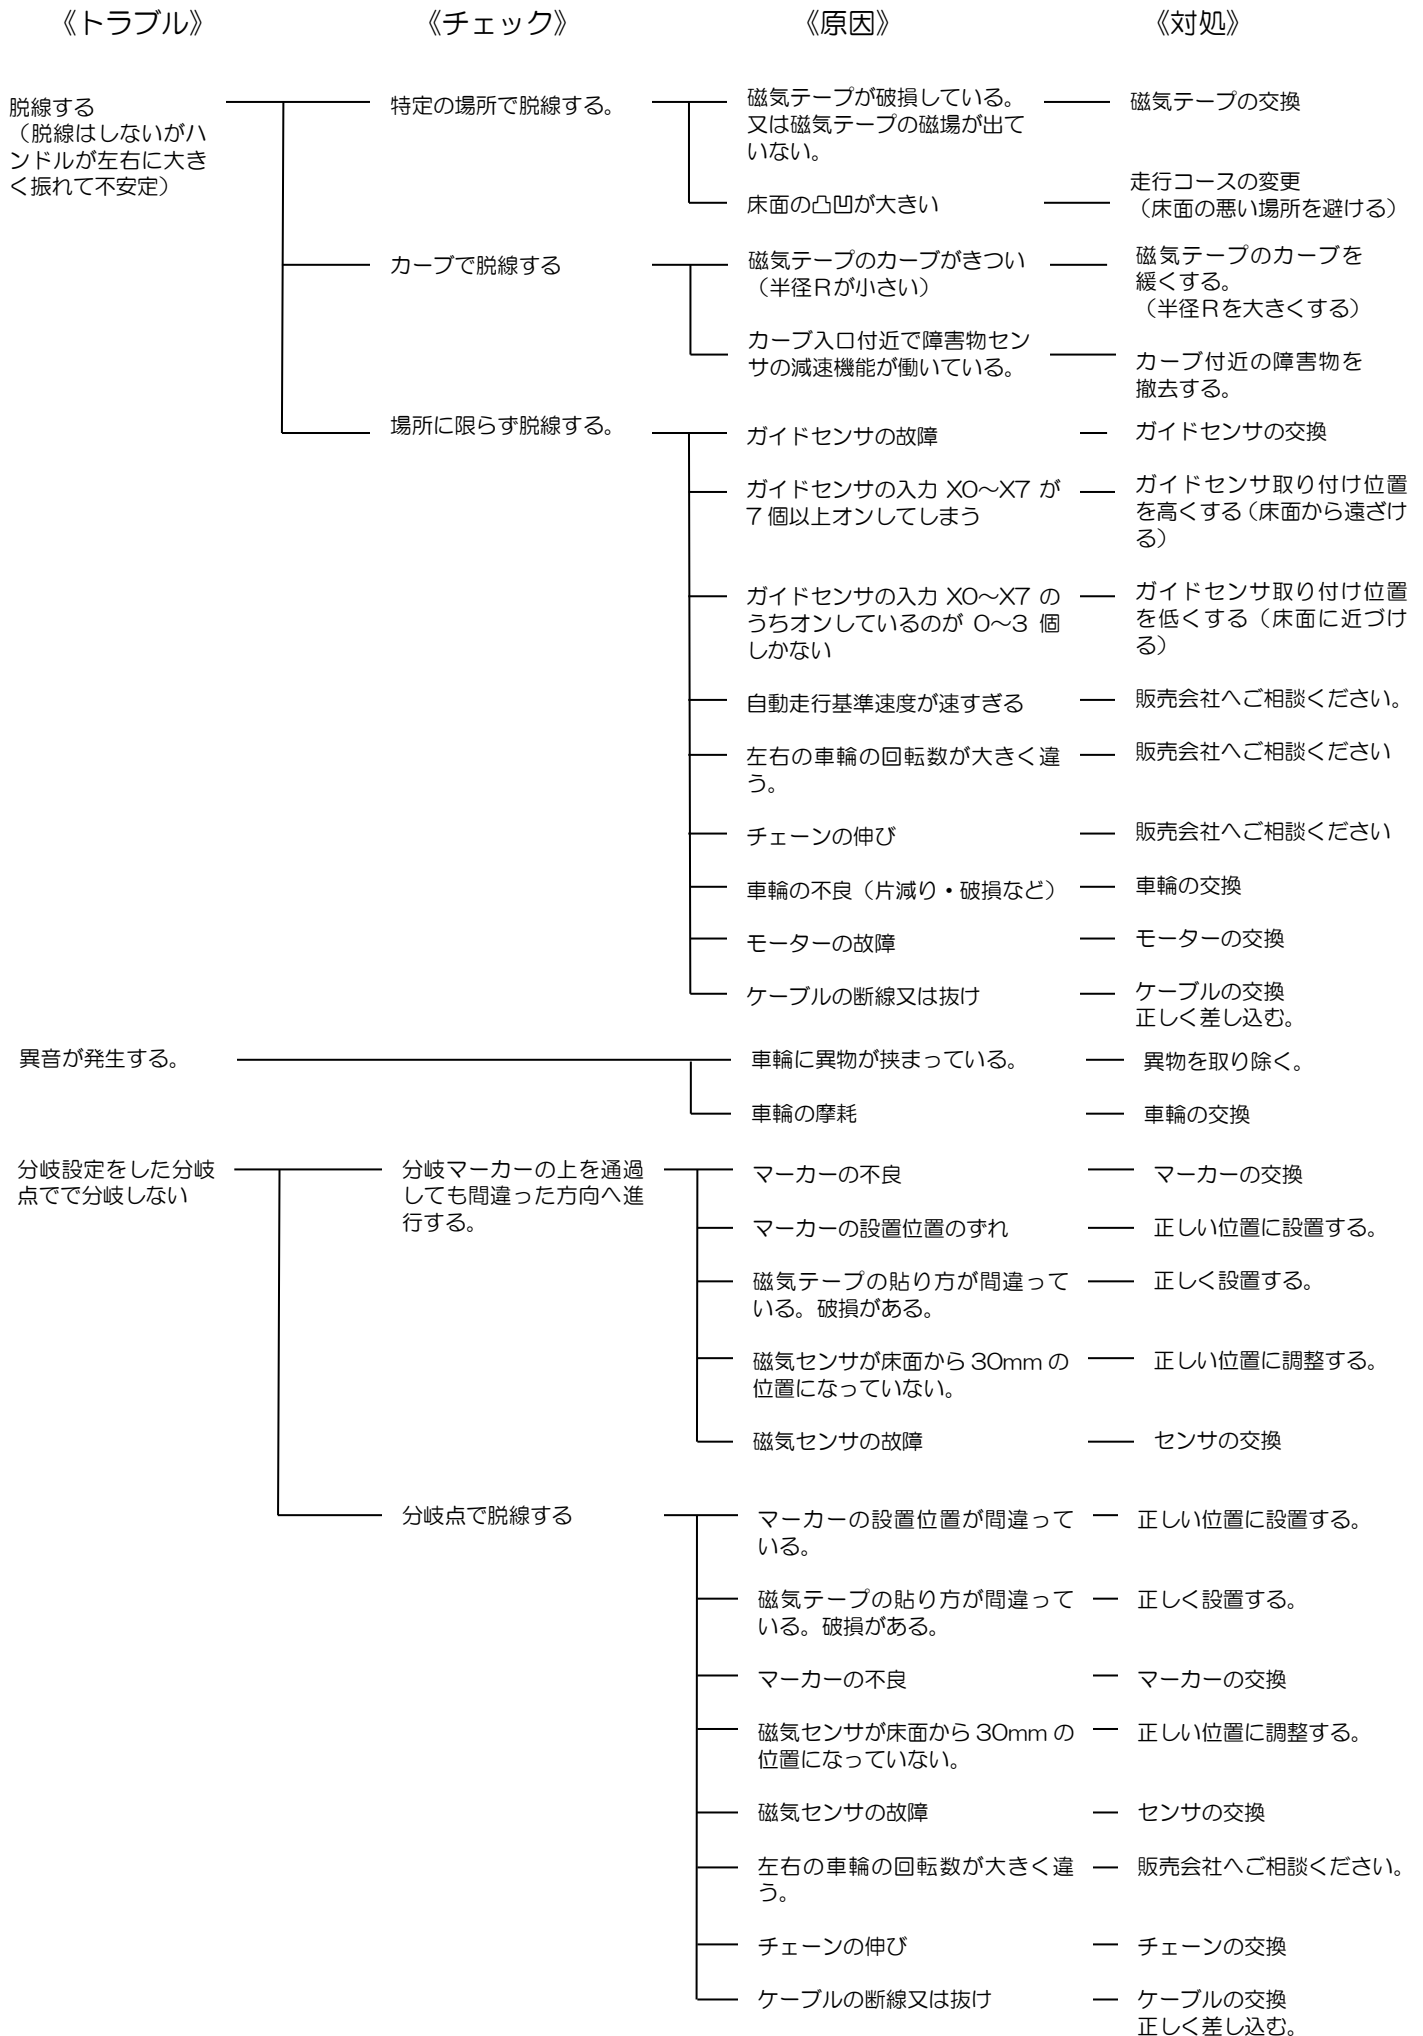 《トラブル》
《チェック》
《原因》
《対処》
脱線する
（脱線はしないがハ
ンドルが左右に大き
く振れて不安定）
特定の場所で脱線する。
磁気テープが破損している。
又は磁気テープの磁場が出て
いない。
磁気テープの交換
床面の凸凹が大きい
走行コースの変更
（床面の悪い場所を避ける）
カーブで脱線する
磁気テープのカーブがきつい
（半径Ｒが小さい）
磁気テープのカーブを
緩くする。
（半径Ｒを大きくする）
カーブ入口付近で障害物セン
サの減速機能が働いている。
カーブ付近の障害物を
撤去する。
場所に限らず脱線する。
ガイドセンサの故障
ガイドセンサの交換
ガイドセンサの入力 X0～X7 が
7 個以上オンしてしまう
ガイドセンサ取り付け位置
を高くする（床面から遠ざけ
る）
ガイドセンサの入力 X0～X7 の
うちオンしているのが 0～3 個
しかない
ガイドセンサ取り付け位置
を低くする（床面に近づけ
る）
自動走行基準速度が速すぎる
販売会社へご相談ください。
左右の車輪の回転数が大きく違
う。
販売会社へご相談ください
チェーンの伸び
販売会社へご相談ください
車輪の不良（片減り・破損など）
車輪の交換
モーターの故障
モーターの交換
ケーブルの断線又は抜け
ケーブルの交換
正しく差し込む。
異音が発生する。
車輪に異物が挟まっている。
異物を取り除く。
車輪の摩耗
車輪の交換
分岐設定をした分岐
点でで分岐しない
分岐マーカーの上を通過
しても間違った方向へ進
行する。
マーカーの不良
マーカーの交換
マーカーの設置位置のずれ
正しい位置に設置する。
磁気テープの貼り方が間違って
いる。破損がある。
正しく設置する。
磁気センサが床面から 30mm の
位置になっていない。
正しい位置に調整する。
磁気センサの故障
センサの交換
分岐点で脱線する
マーカーの設置位置が間違って
いる。
正しい位置に設置する。
磁気テープの貼り方が間違って
いる。破損がある。
正しく設置する。
マーカーの不良
マーカーの交換
磁気センサが床面から 30mm の
位置になっていない。
正しい位置に調整する。
磁気センサの故障
センサの交換
左右の車輪の回転数が大きく違
う。
販売会社へご相談ください。
チェーンの伸び
チェーンの交換
ケーブルの断線又は抜け
ケーブルの交換
正しく差し込む。